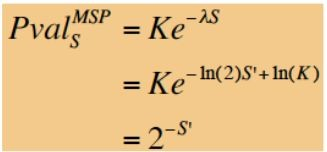 Pval_S^{MSP} = Ke^{-λS}
= Ke^{-ln(2)S'+ln(K)}
= 2^{-S'}